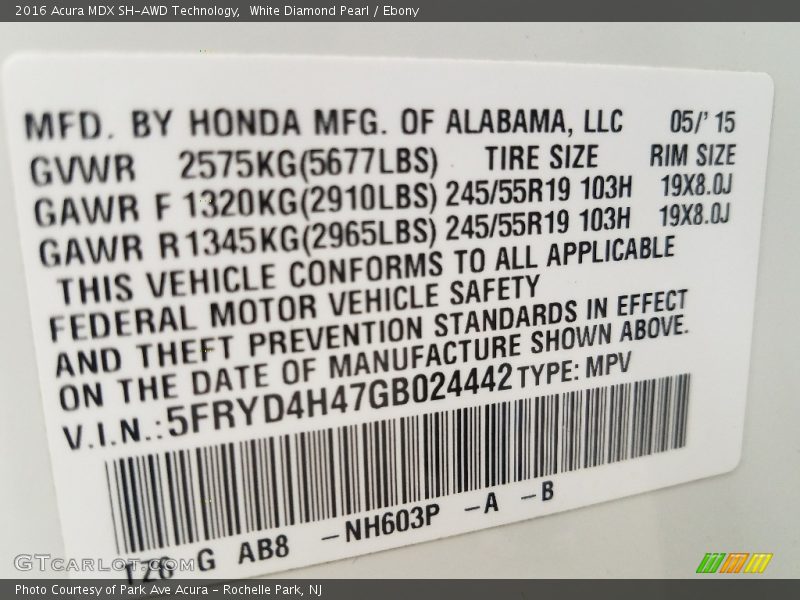 2016 Acura MDX SH-AWD Technology,  White Diamond Pearl / Ebony
MFD. BY HONDA MFG. OF ALABAMA, LLC 05/' 15
GVWR 2575KG(5677LBS) TIRE SIZE RIM SIZE
GAWR F 1320KG(2910LBS) 245/55R19 103H 19X8.0J
GAWR R 1345KG(2965LBS) 245/55R19 103H 19X8.0J
THIS VEHICLE CONFORMS TO ALL APPLICABLE
FEDERAL MOTOR VEHICLE SAFETY
AND THEFT PREVENTION STANDARDS IN EFFECT
ON THE DATE OF MANUFACTURE SHOWN ABOVE.
V.I.N.:5FRYD4H47GB024442 TYPE: MPV
TZ6 G AB8 -NH603P -A -B
GTcarlot.com
Photo Courtesy of Park Ave Acura - Rochelle Park, NJ